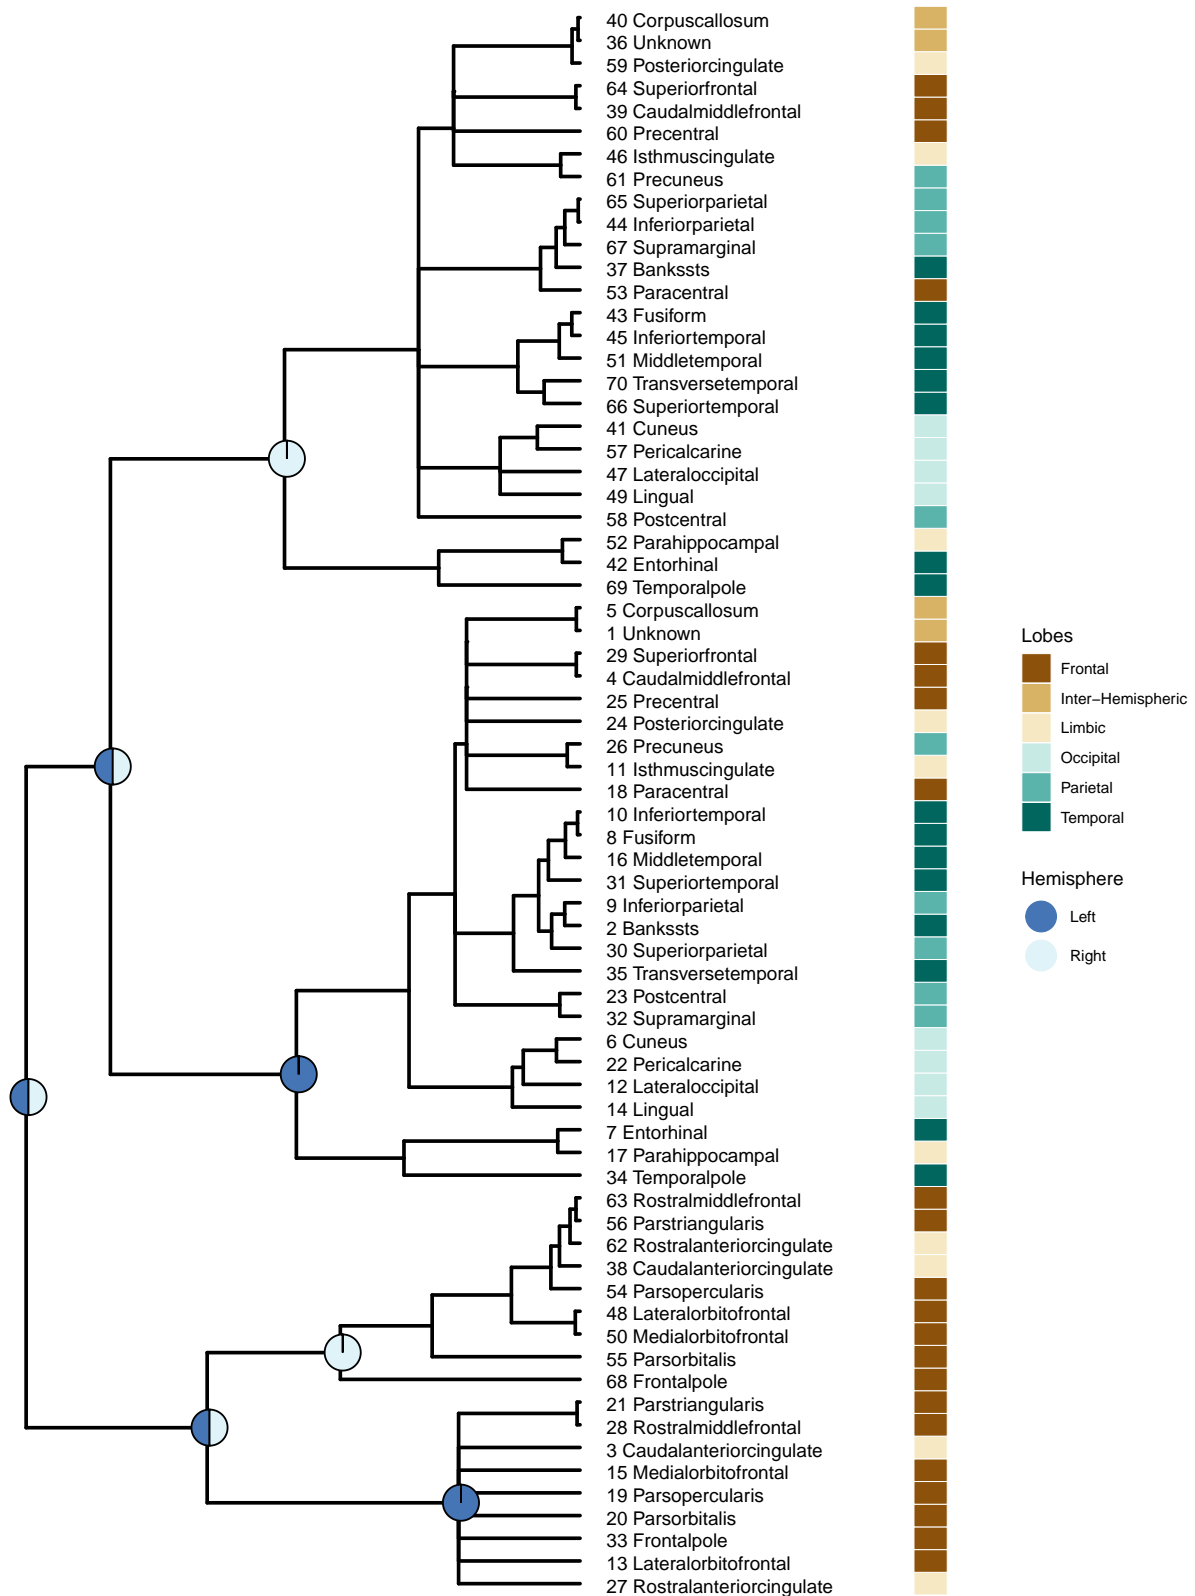 40 Corpuscallosum
36 Unknown
59 Posteriorcingulate
64 Superiorfrontal
39 Caudalmiddlefrontal
60 Precentral
46 Isthmuscingulate
61 Precuneus
65 Superiorparietal
44 Inferiorparietal
67 Supramarginal
37 Bankssts
53 Paracentral
43 Fusiform
45 Inferiortemporal
51 Middletemporal
70 Transversetemporal
66 Superiortemporal
41 Cuneus
57 Pericalcarine
47 Lateraloccipital
49 Lingual
58 Postcentral
52 Parahippocampal
42 Entorhinal
69 Temporalpole
5 Corpuscallosum
1 Unknown
29 Superiorfrontal
4 Caudalmiddlefrontal
25 Precentral
24 Posteriorcingulate
26 Precuneus
11 Isthmuscingulate
18 Paracentral
10 Inferiortemporal
8 Fusiform
16 Middletemporal
31 Superiortemporal
9 Inferiorparietal
2 Bankssts
30 Superiorparietal
35 Transversetemporal
23 Postcentral
32 Supramarginal
6 Cuneus
22 Pericalcarine
12 Lateraloccipital
14 Lingual
7 Entorhinal
17 Parahippocampal
34 Temporalpole
63 Rostralmiddlefrontal
56 Parstriangularis
62 Rostralanteriorcingulate
38 Caudalanteriorcingulate
54 Parsopercularis
48 Lateralorbitofrontal
50 Medialorbitofrontal
55 Parsorbitalis
68 Frontalpole
21 Parstriangularis
28 Rostralmiddlefrontal
3 Caudalanteriorcingulate
15 Medialorbitofrontal
19 Parsopercularis
20 Parsorbitalis
33 Frontalpole
13 Lateralorbitofrontal
27 Rostralanteriorcingulate
Lobes
Frontal
Inter−Hemispheric
Limbic
Occipital
Parietal
Temporal
Hemisphere
Left
Right